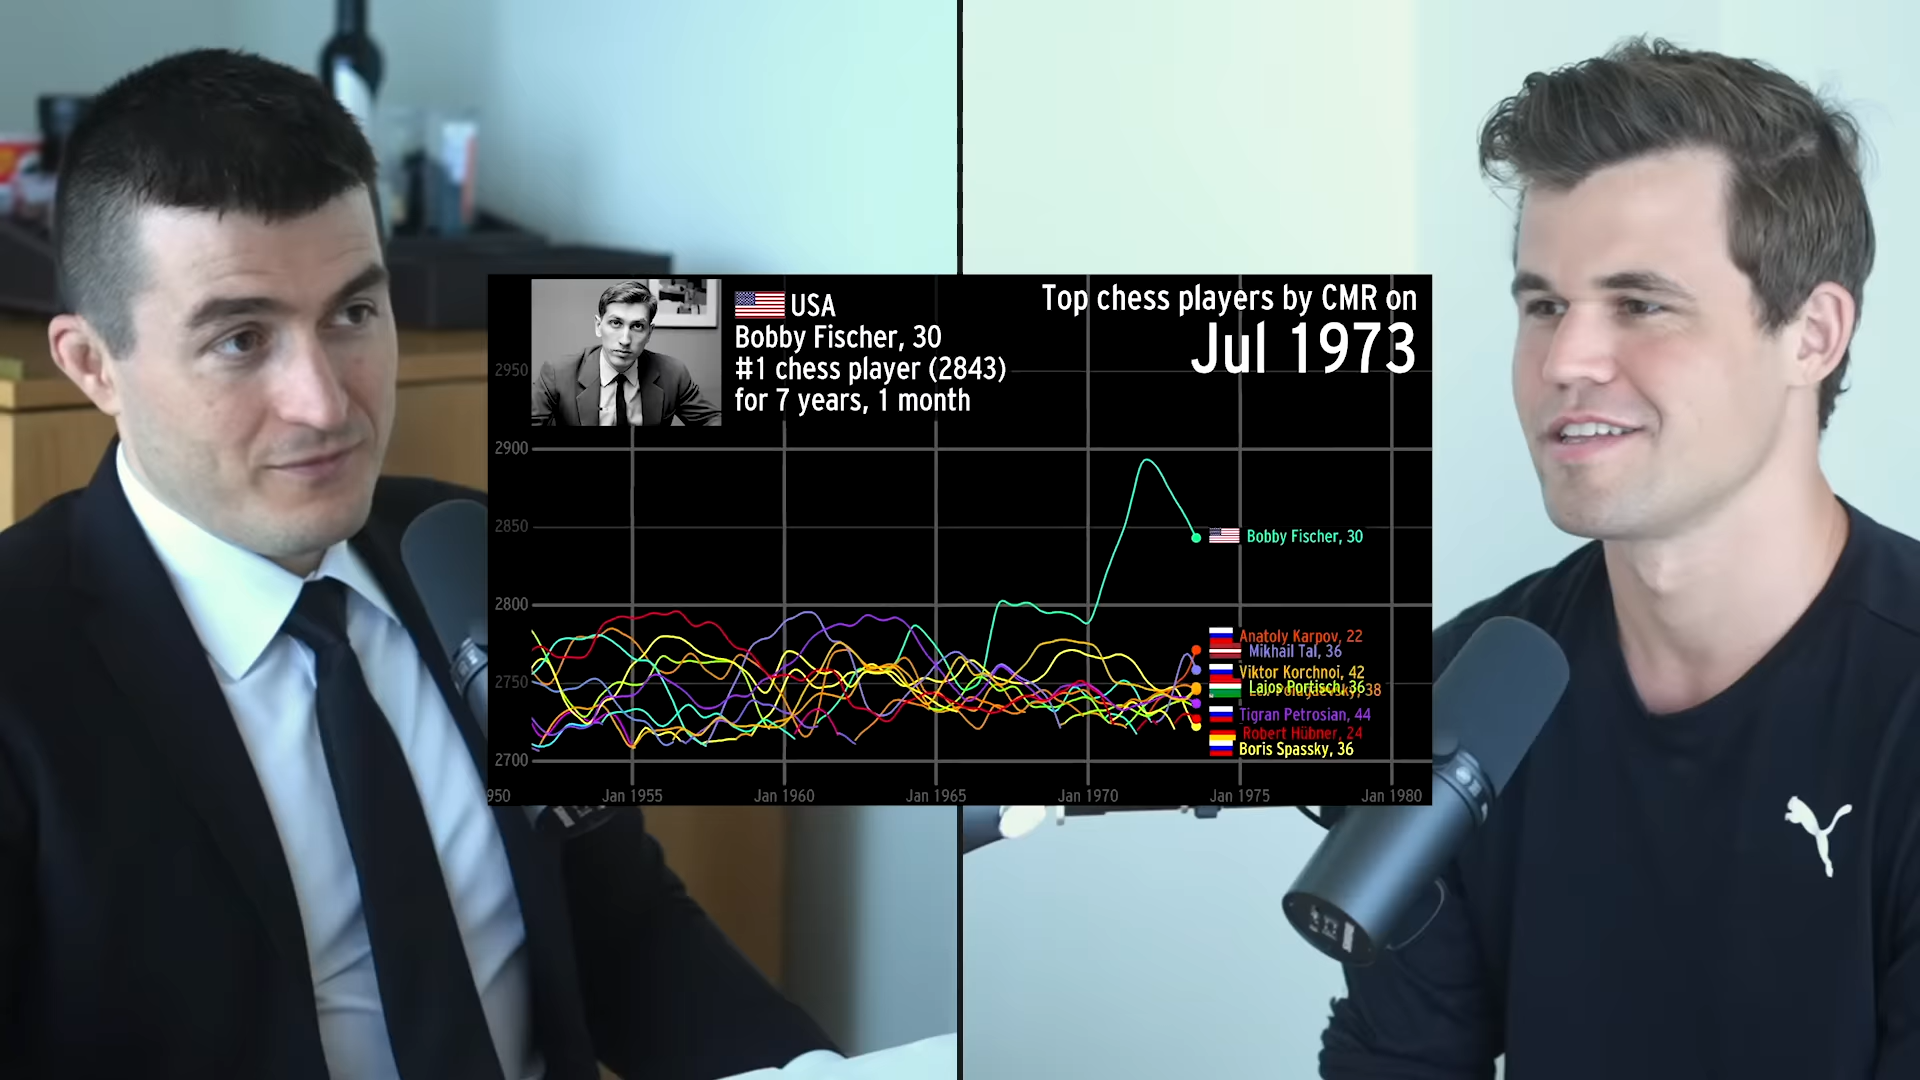 USA
Bobby Fischer, 30
#1 chess player (2843)
for 7 years, 1 month
Top chess players by CMR on
Jul 1973
2950
2900
2850
2800
2750
2700
Bobby Fischer, 30
Anatoly Karpov, 22
Mikhail Tal, 36
Viktor Korchnoi, 42
Lajos Portisch, 36
38
Tigran Petrosian, 44
Robert Hübner, 24
Boris Spassky, 36
950
Jan 1955
Jan 1960
Jan 1965
Jan 1970
Jan 1975
Jan 1980